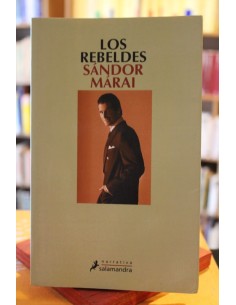 LOS
REBELDES
SÁNDOR
MÁRAI
narrativa
salamandra